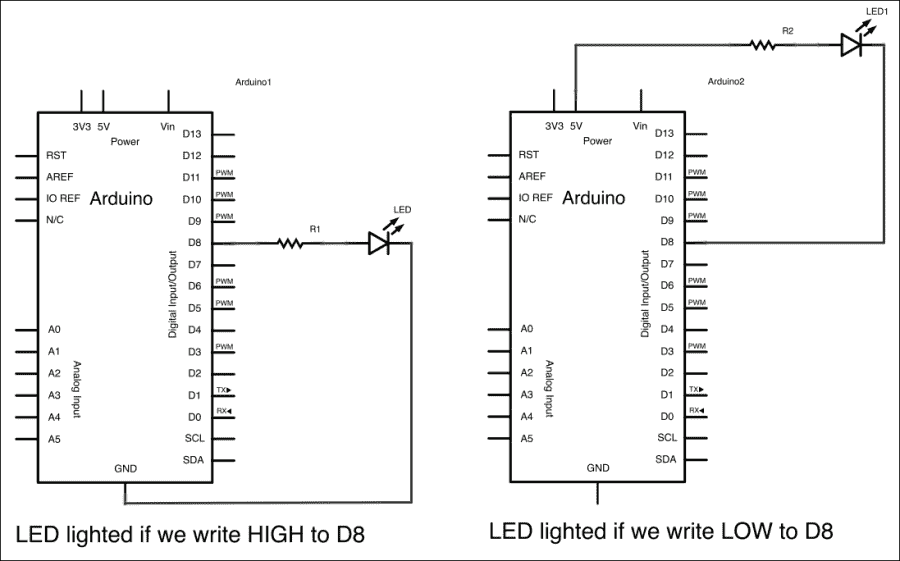 Arduino1
3V3 5V Vin
Power
D13
RST D12
AREF D11 PWM
IO REF Arduino D10 PWM
N/C D9 PWM
D8 R1 LED
D7
D6 PWM
D5 PWM
Digital Input/Output
A0 D4
A1 D3 PWM
A2 D2
A3 D1 TX
A4 D0 RX
A5 SCL
Analog Input
SDA
GND
LED lighted if we write HIGH to D8
LED1
R2
Arduino2
3V3 5V Vin
Power
D13
RST D12
AREF D11 PWM
IO REF Arduino D10 PWM
N/C D9 PWM
D8
D7
D6 PWM
D5 PWM
Digital Input/Output
A0 D4
A1 D3 PWM
A2 D2
A3 D1 TX
A4 D0 RX
A5 SCL
Analog Input
SDA
GND
LED lighted if we write LOW to D8